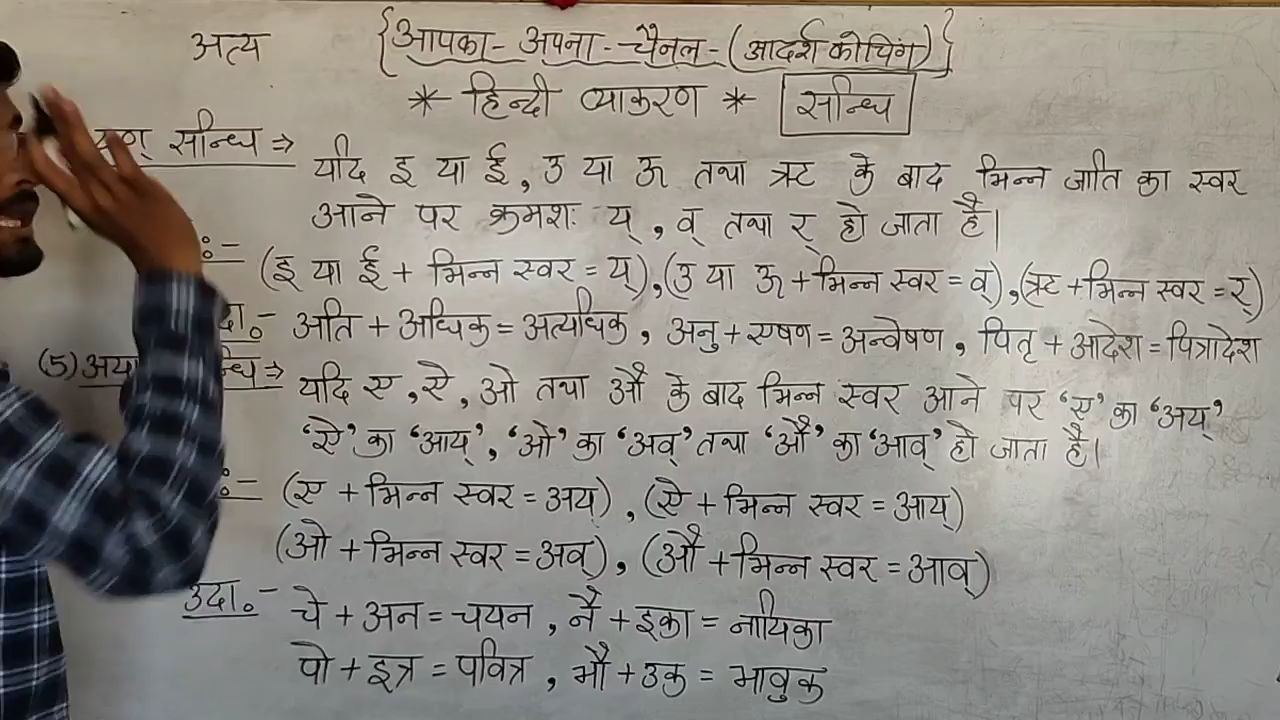 अत्य {आपका- अपना- चैनल- (आदर्श कोचिंग)}
* हिन्दी व्याकरण * सन्धि
यण् सन्धि ⇒ यदि इ या ई, उ या ऊ तथा ऋ के बाद भिन्न जाति का स्वर
आने पर क्रमशः य्, व् तथा र् हो जाता है।
:- (इ या ई + भिन्न स्वर = य्), (उ या ऊ + भिन्न स्वर = व्), (ऋ + भिन्न स्वर = र्)
दा॰- अति + अधिक = अत्यधिक, अनु + एषण = अन्वेषण, पितृ + आदेश = पित्रादेश
(5) अया न्धि ⇒ यदि ए, ऐ, ओ तथा औ के बाद भिन्न स्वर आने पर 'ए' का 'अय्'
'ऐ' का 'आय्', 'ओ' का 'अव्' तथा 'औ' का 'आव्' हो जाता है।
:- (ए + भिन्न स्वर = अय्), (ऐ + भिन्न स्वर = आय्)
(ओ + भिन्न स्वर = अव्), (औ + भिन्न स्वर = आव्)
उदा॰- चे + अन = चयन, नै + इका = नायिका
पो + इत्र = पवित्र, भौ + उक = भावुक